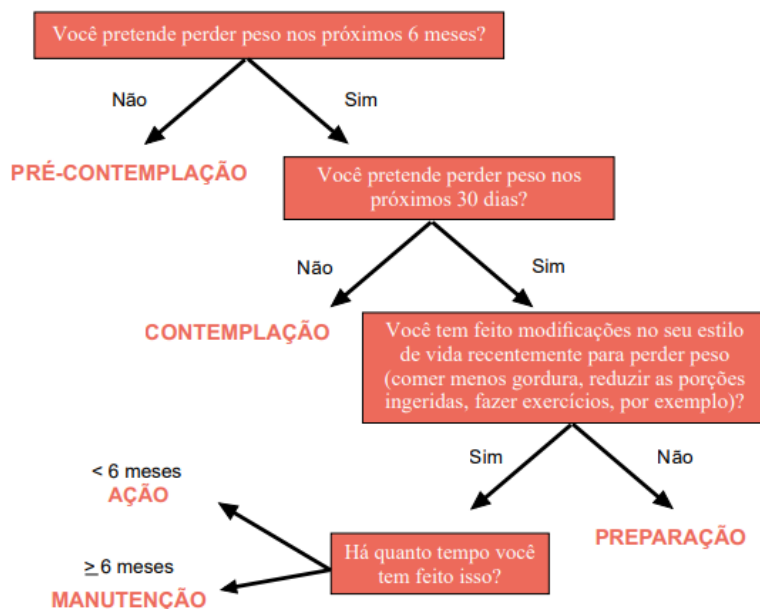 Você pretende perder peso nos próximos 6 meses?
Não
Sim
PRÉ-CONTEMPLAÇÃO
Você pretende perder peso nos
próximos 30 dias?
Não
Sim
CONTEMPLAÇÃO
Você tem feito modificações no seu estilo
de vida recentemente para perder peso
(comer menos gordura, reduzir as porções
ingeridas, fazer exercícios, por exemplo)?
Sim
Não
< 6 meses
AÇÃO
PREPARAÇÃO
Há quanto tempo você
tem feito isso?
≥ 6 meses
MANUTENÇÃO